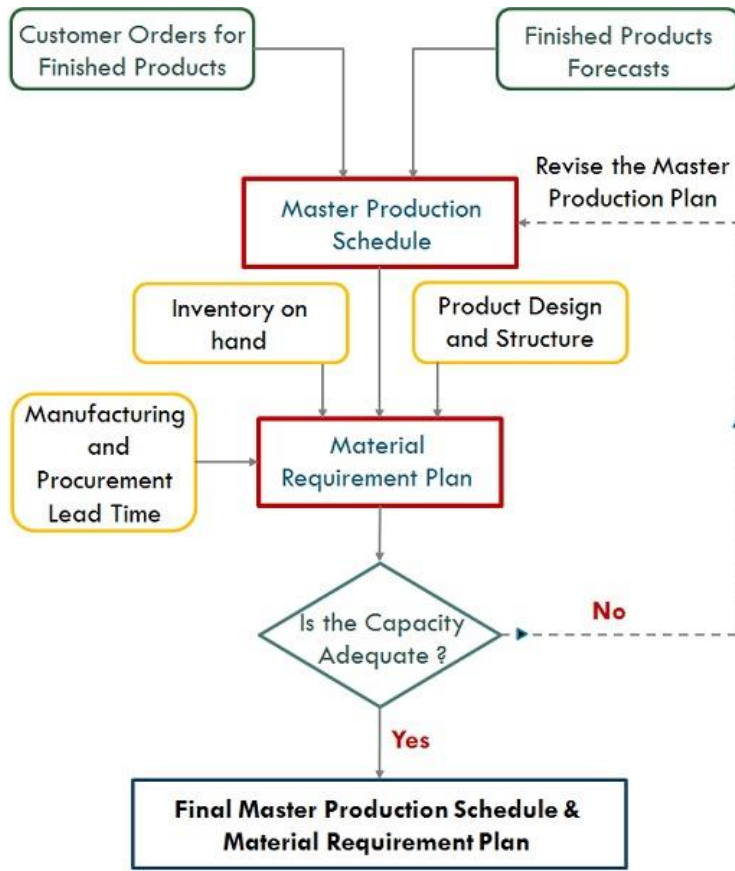 Customer Orders for
Finished Products
Finished Products
Forecasts
Revise the Master
Production Plan
Master Production
Schedule
Inventory on
hand
Product Design
and Structure
Manufacturing
and
Procurement
Lead Time
Material
Requirement Plan
Is the Capacity
Adequate ?
No
Yes
Final Master Production Schedule &
Material Requirement Plan